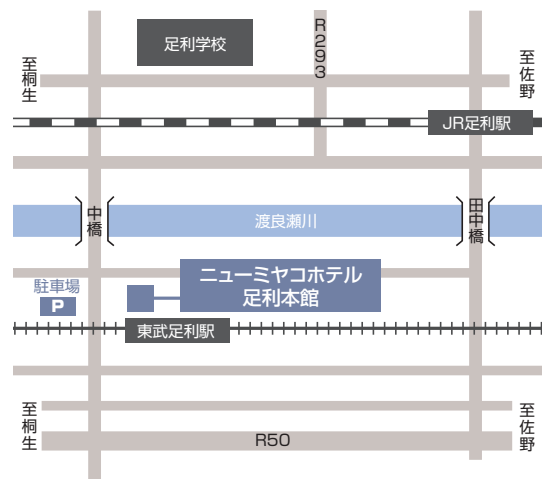 足利学校
R293
至桐生
至佐野
JR足利駅
中橋
渡良瀬川
田中橋
ニューミヤコホテル
足利本館
駐車場
P
東武足利駅
至桐生
R50
至佐野